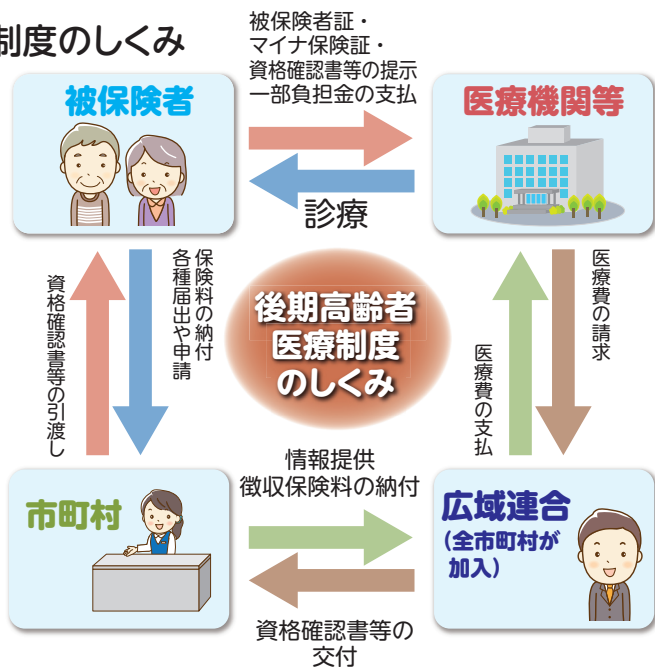 制度のしくみ
被保険者証・
マイナ保険証・
資格確認書等の提示
一部負担金の支払
被保険者
医療機関等
診療
資格確認書等の引渡し
保険料の納付
各種届出や申請
後期高齢者
医療制度
のしくみ
医療費の支払
医療費の請求
情報提供
徴収保険料の納付
市町村
広域連合
(全市町村が
加入)
資格確認書等の
交付